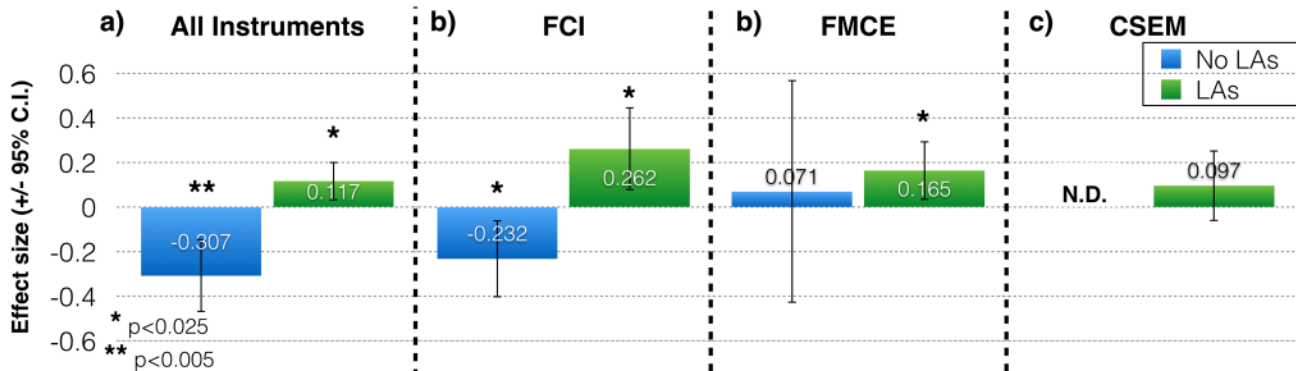 a) All Instruments
b) FCI
b) FMCE
c) CSEM
No LAs
LAs
Effect size (+/- 95% C.I.)
0.6
0.4
0.2
0
-0.2
-0.4
-0.6
**
*
-0.307
0.117
*
*
-0.232
0.262
*
0.071
0.165
N.D.
0.097
* p<0.025
** p<0.005